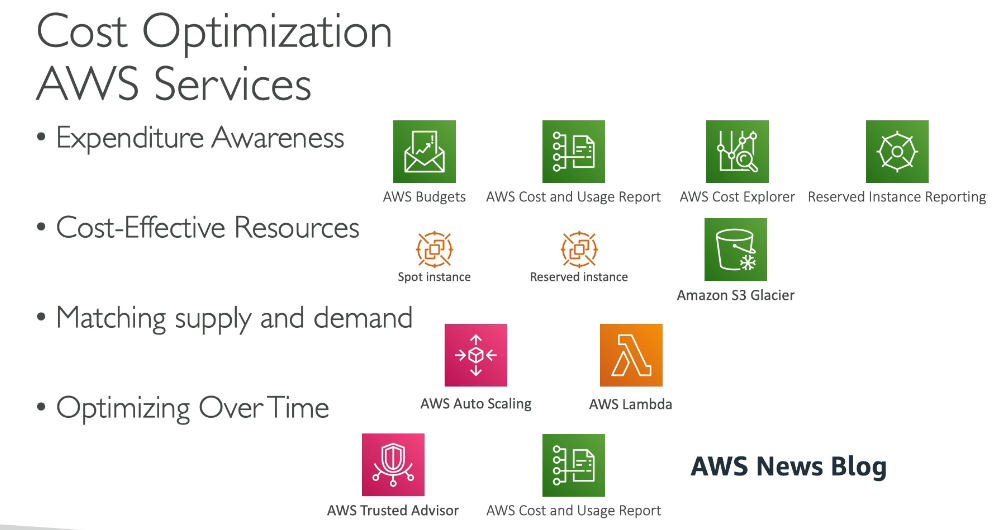 Cost Optimization
AWS Services
• Expenditure Awareness
AWS Budgets
AWS Cost and Usage Report
AWS Cost Explorer
Reserved Instance Reporting
• Cost-Effective Resources
Spot instance
Reserved instance
Amazon S3 Glacier
• Matching supply and demand
AWS Auto Scaling
AWS Lambda
• Optimizing Over Time
AWS Trusted Advisor
AWS Cost and Usage Report
AWS News Blog